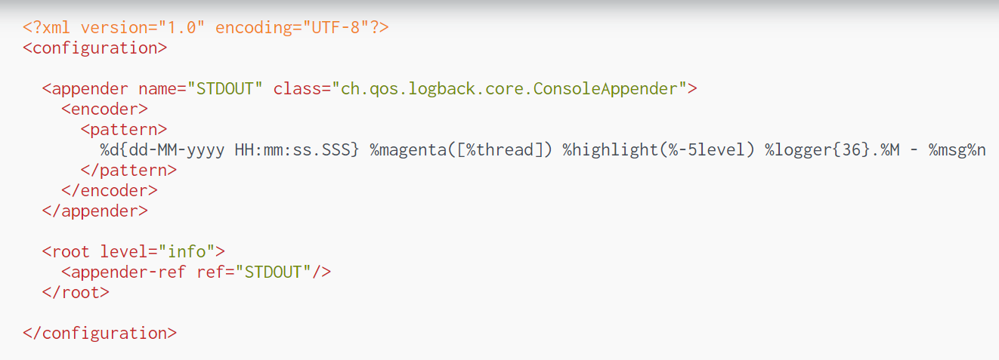 <?xml version="1.0" encoding="UTF-8"?>
<configuration>
<appender name="STDOUT" class="ch.qos.logback.core.ConsoleAppender">
<encoder>
<pattern>
%d{dd-MM-yyyy HH:mm:ss.SSS} %magenta([%thread]) %highlight(%-5level) %logger{36}.%M - %msg%n
</pattern>
</encoder>
</appender>
<root level="info">
<appender-ref ref="STDOUT"/>
</root>
</configuration>